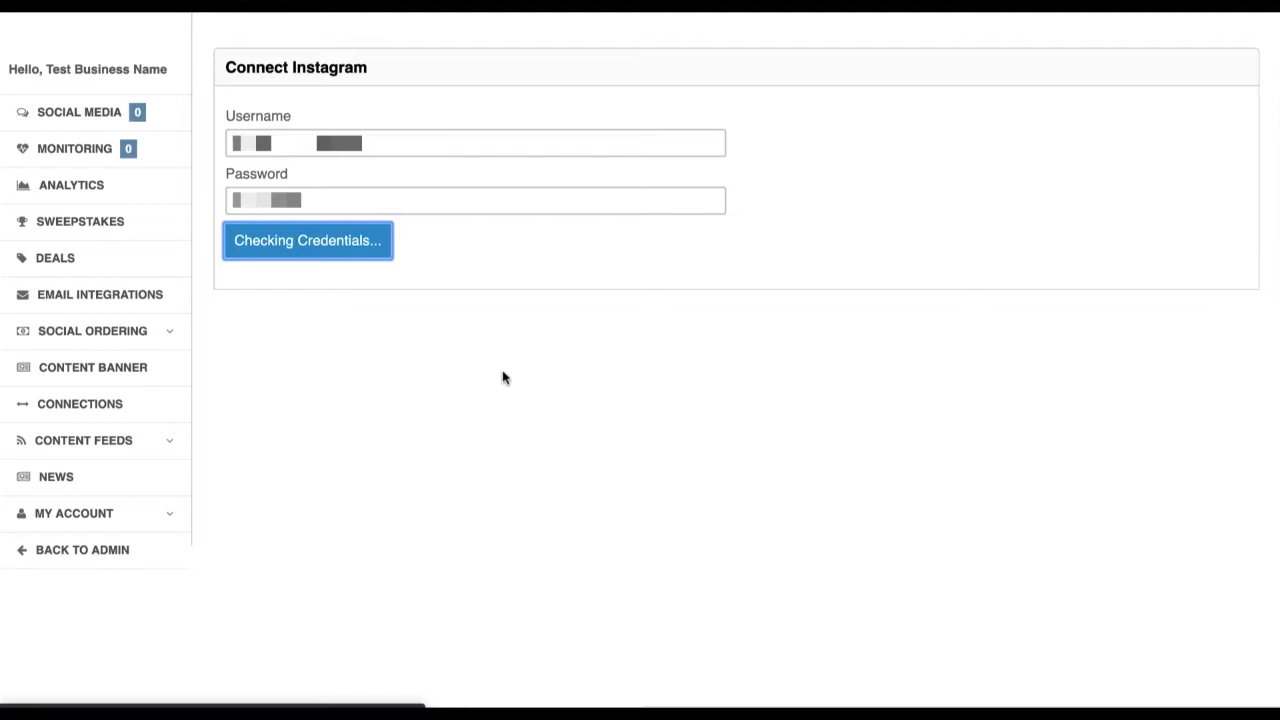 Hello, Test Business Name
SOCIAL MEDIA 0
MONITORING 0
ANALYTICS
SWEEPSTAKES
DEALS
EMAIL INTEGRATIONS
SOCIAL ORDERING
CONTENT BANNER
CONNECTIONS
CONTENT FEEDS
NEWS
MY ACCOUNT
BACK TO ADMIN
Connect Instagram
Username
Password
Checking Credentials...